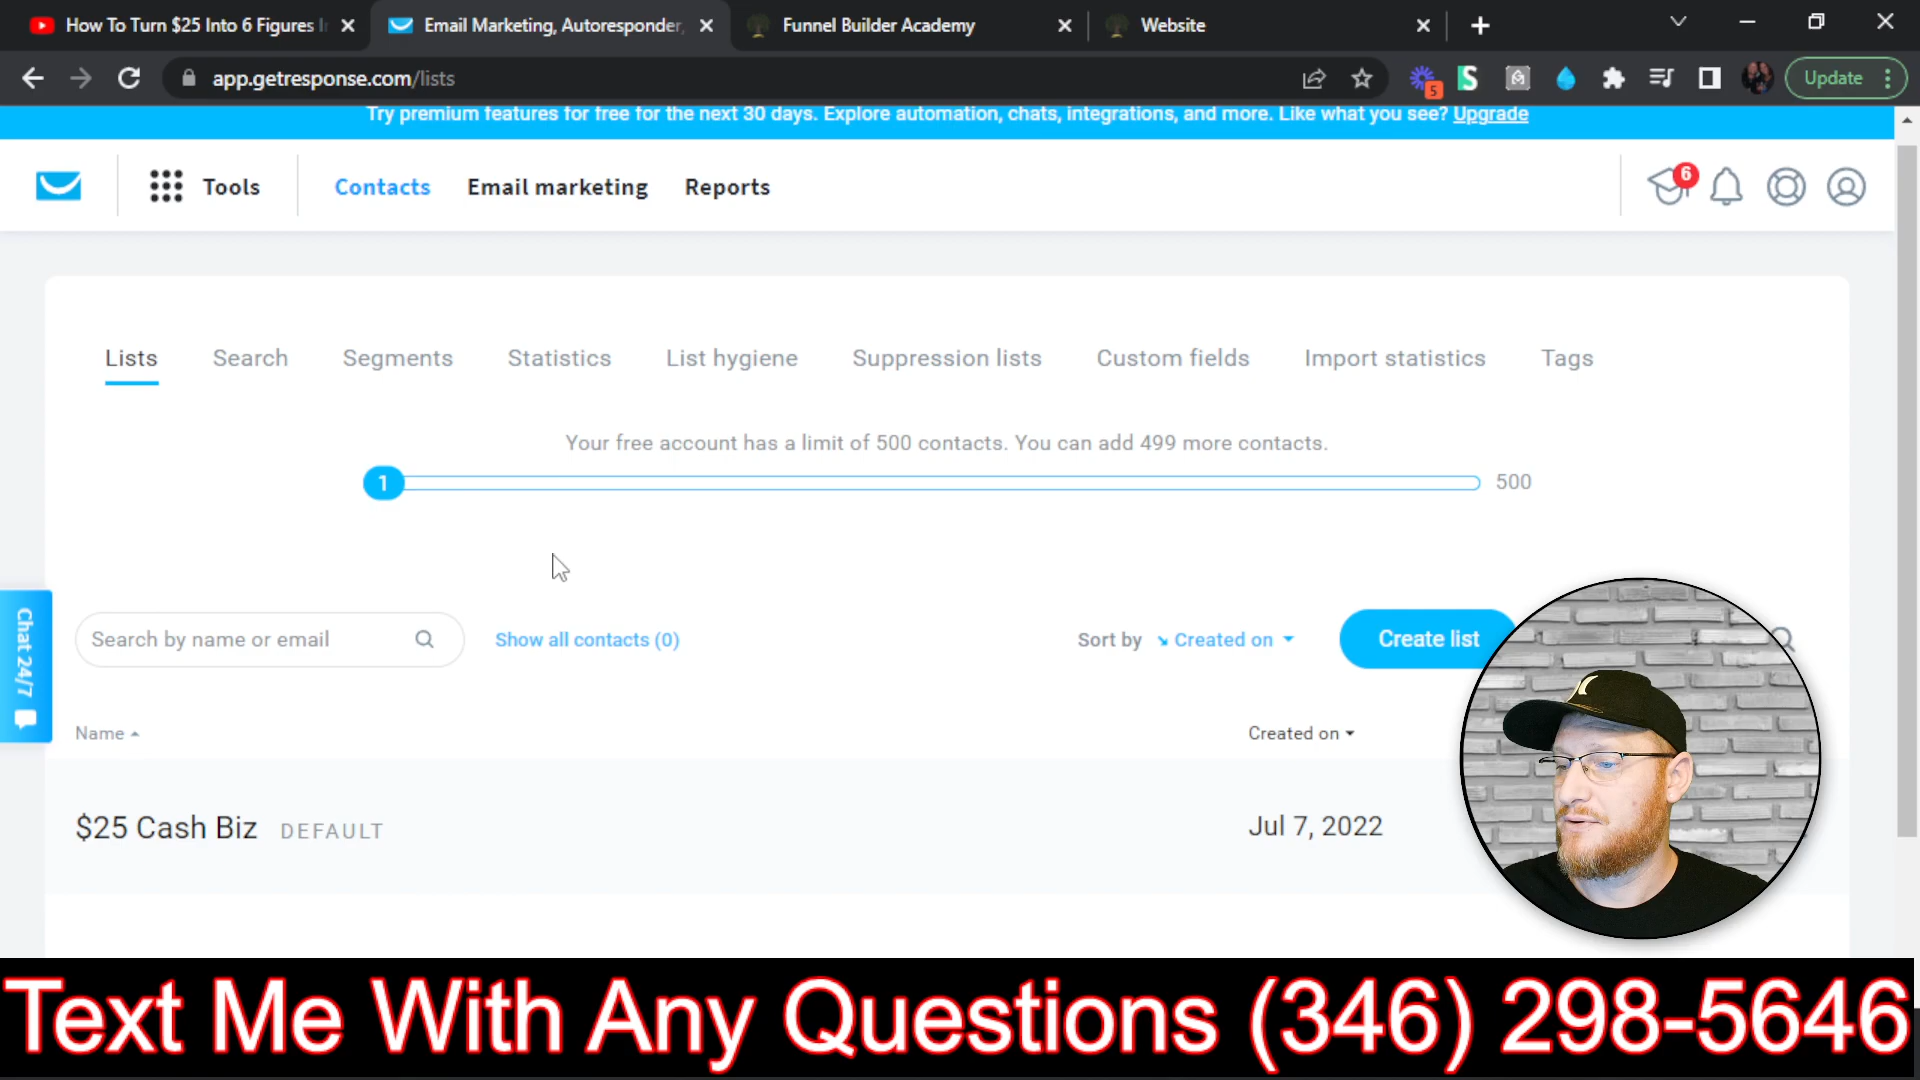 How To Turn $25 Into 6 Figures I
Email Marketing, Autoresponder,
Funnel Builder Academy
Website
app.getresponse.com/lists
5
Update
Try premium features for free for the next 30 days. Explore automation, chats, integrations, and more. Like what you see? Upgrade
Tools
Contacts
Email marketing
Reports
6
Lists
Search
Segments
Statistics
List hygiene
Suppression lists
Custom fields
Import statistics
Tags
Your free account has a limit of 500 contacts. You can add 499 more contacts.
1
500
Chat 24/7
Search by name or email
Show all contacts (0)
Sort by
Created on
Create list
Name
Created on
$25 Cash Biz DEFAULT
Jul 7, 2022
Text Me With Any Questions (346) 298-5646